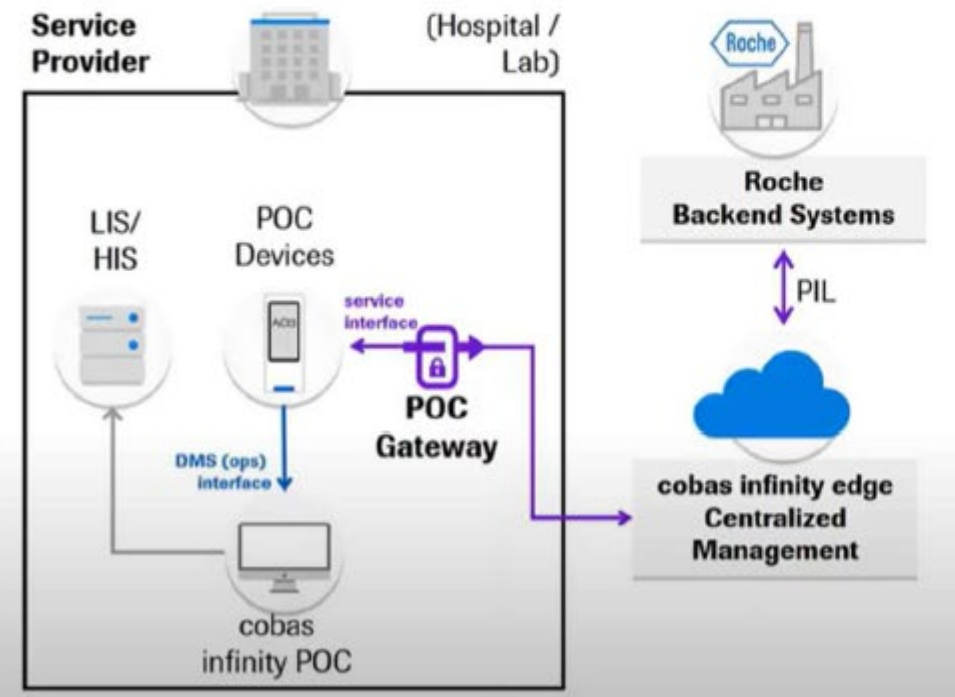 Service
Provider
(Hospital /
Lab)
Roche
Roche
Backend Systems
LIS/
HIS
POC
Devices
service
interface
PIL
POC
Gateway
DMS (ops)
interface
cobas infinity edge
Centralized
Management
cobas
infinity POC